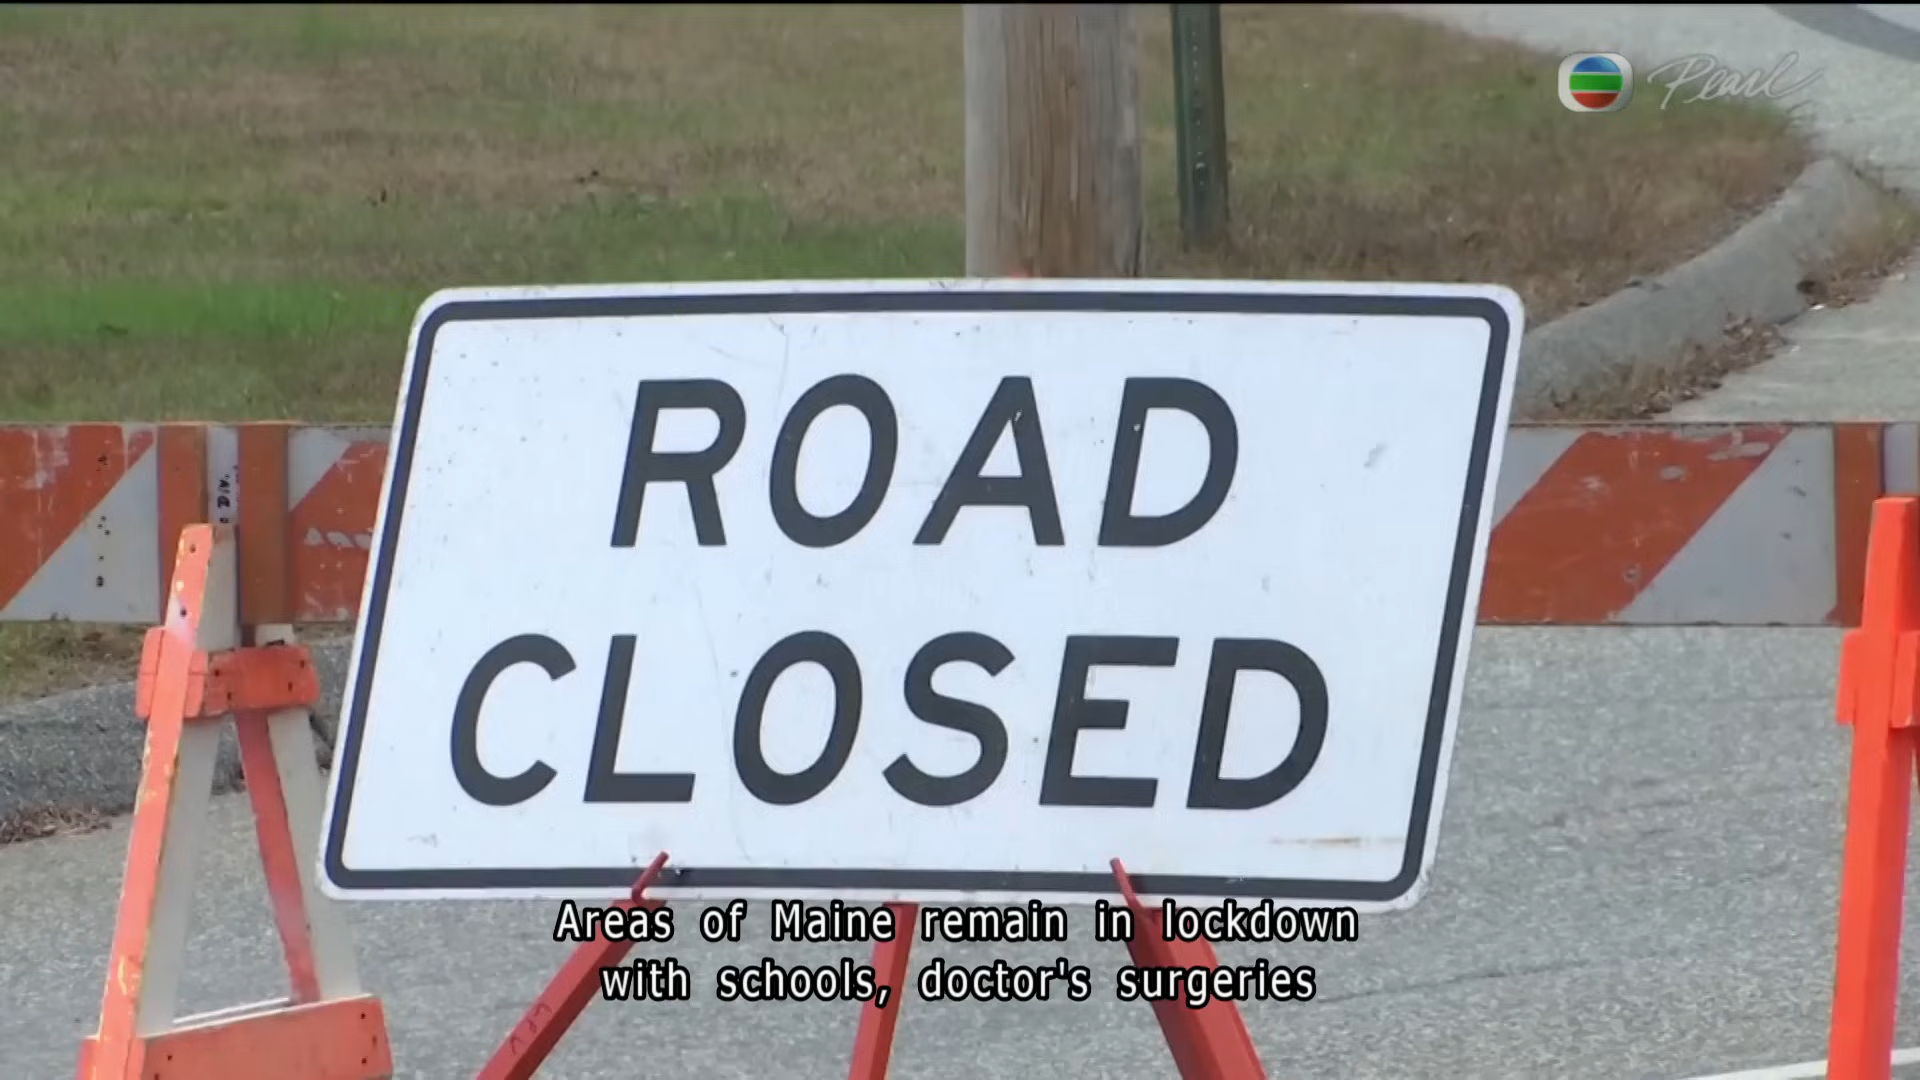 Pearl
ROAD
CLOSED
Areas of Maine remain in lockdown
with schools, doctor's surgeries